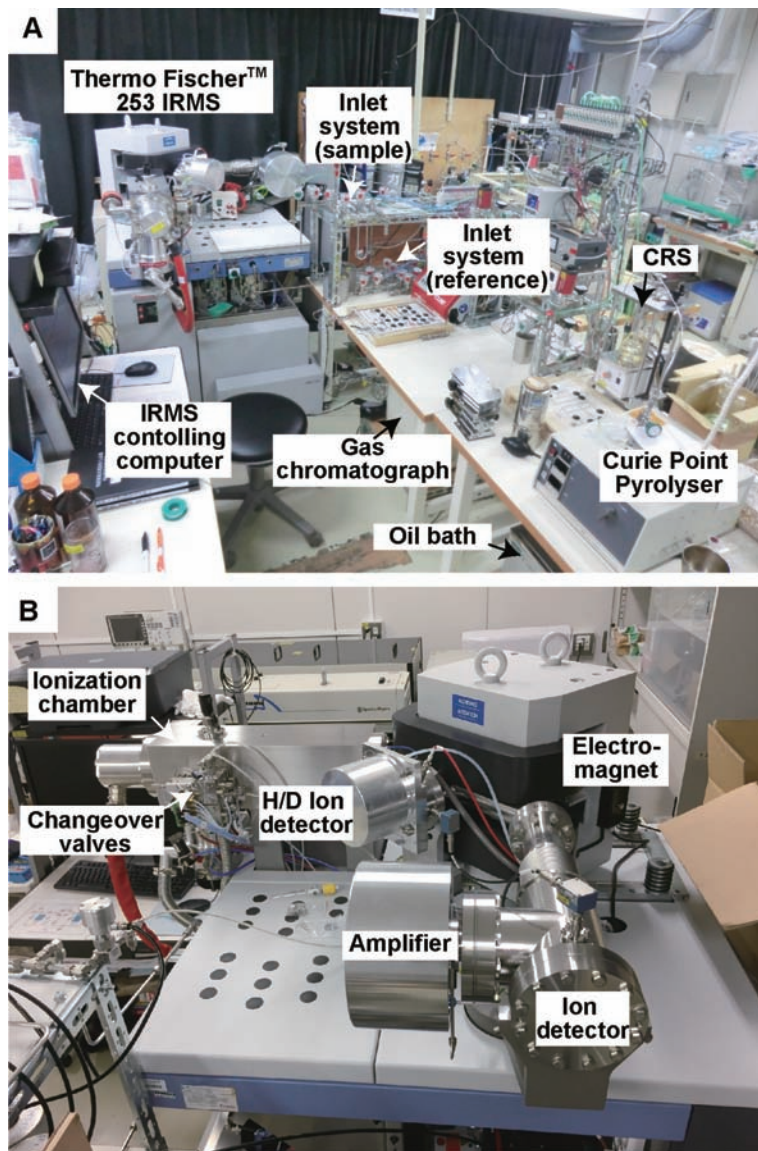 A
Thermo Fischer™
253 IRMS
Inlet
system
(sample)
Inlet
system
(reference)
CRS
IRMS
contolling
computer
Gas
chromatograph
Curie Point
Pyrolyser
Oil bath
B
Ionization
chamber
Electro-
magnet
H/D Ion
detector
Changeover
valves
Amplifier
Ion
detector